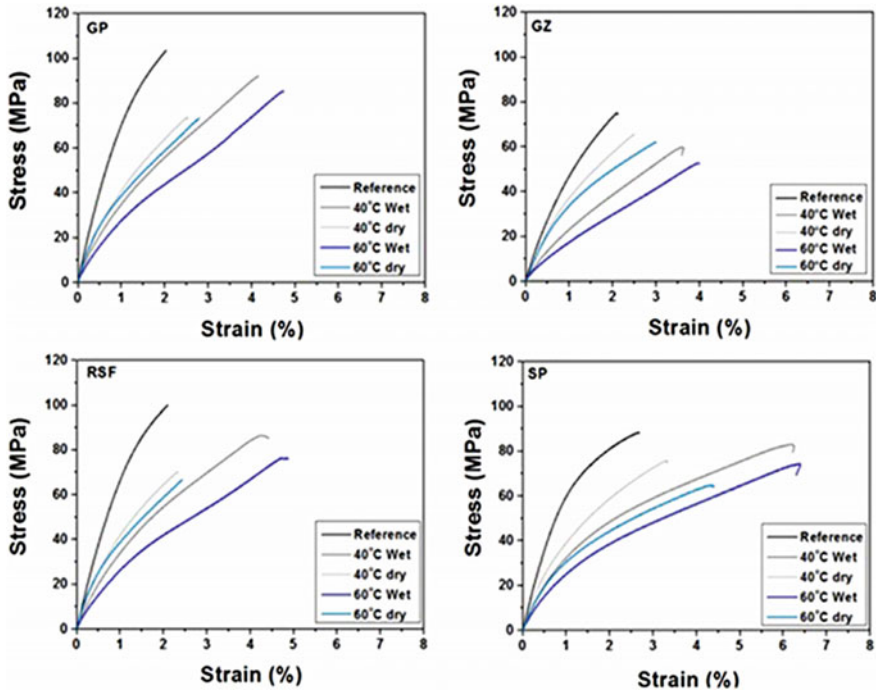 GP
Stress (MPa)
120
100
80
60
40
20
0
Reference
40°C Wet
40°C dry
60°C Wet
60°C dry
0 1 2 3 4 5 6 7 8
Strain (%)
GZ
Stress (MPa)
120
100
80
60
40
20
0
Reference
40°C Wet
40°C dry
60°C Wet
60°C dry
0 1 2 3 4 5 6 7 8
Strain (%)
RSF
Stress (MPa)
120
100
80
60
40
20
0
Reference
40°C Wet
40°C dry
60°C Wet
60°C dry
0 1 2 3 4 5 6 7 8
Strain (%)
SP
Stress (MPa)
120
100
80
60
40
20
0
Reference
40°C Wet
40°C dry
60°C Wet
60°C dry
0 1 2 3 4 5 6 7 8
Strain (%)